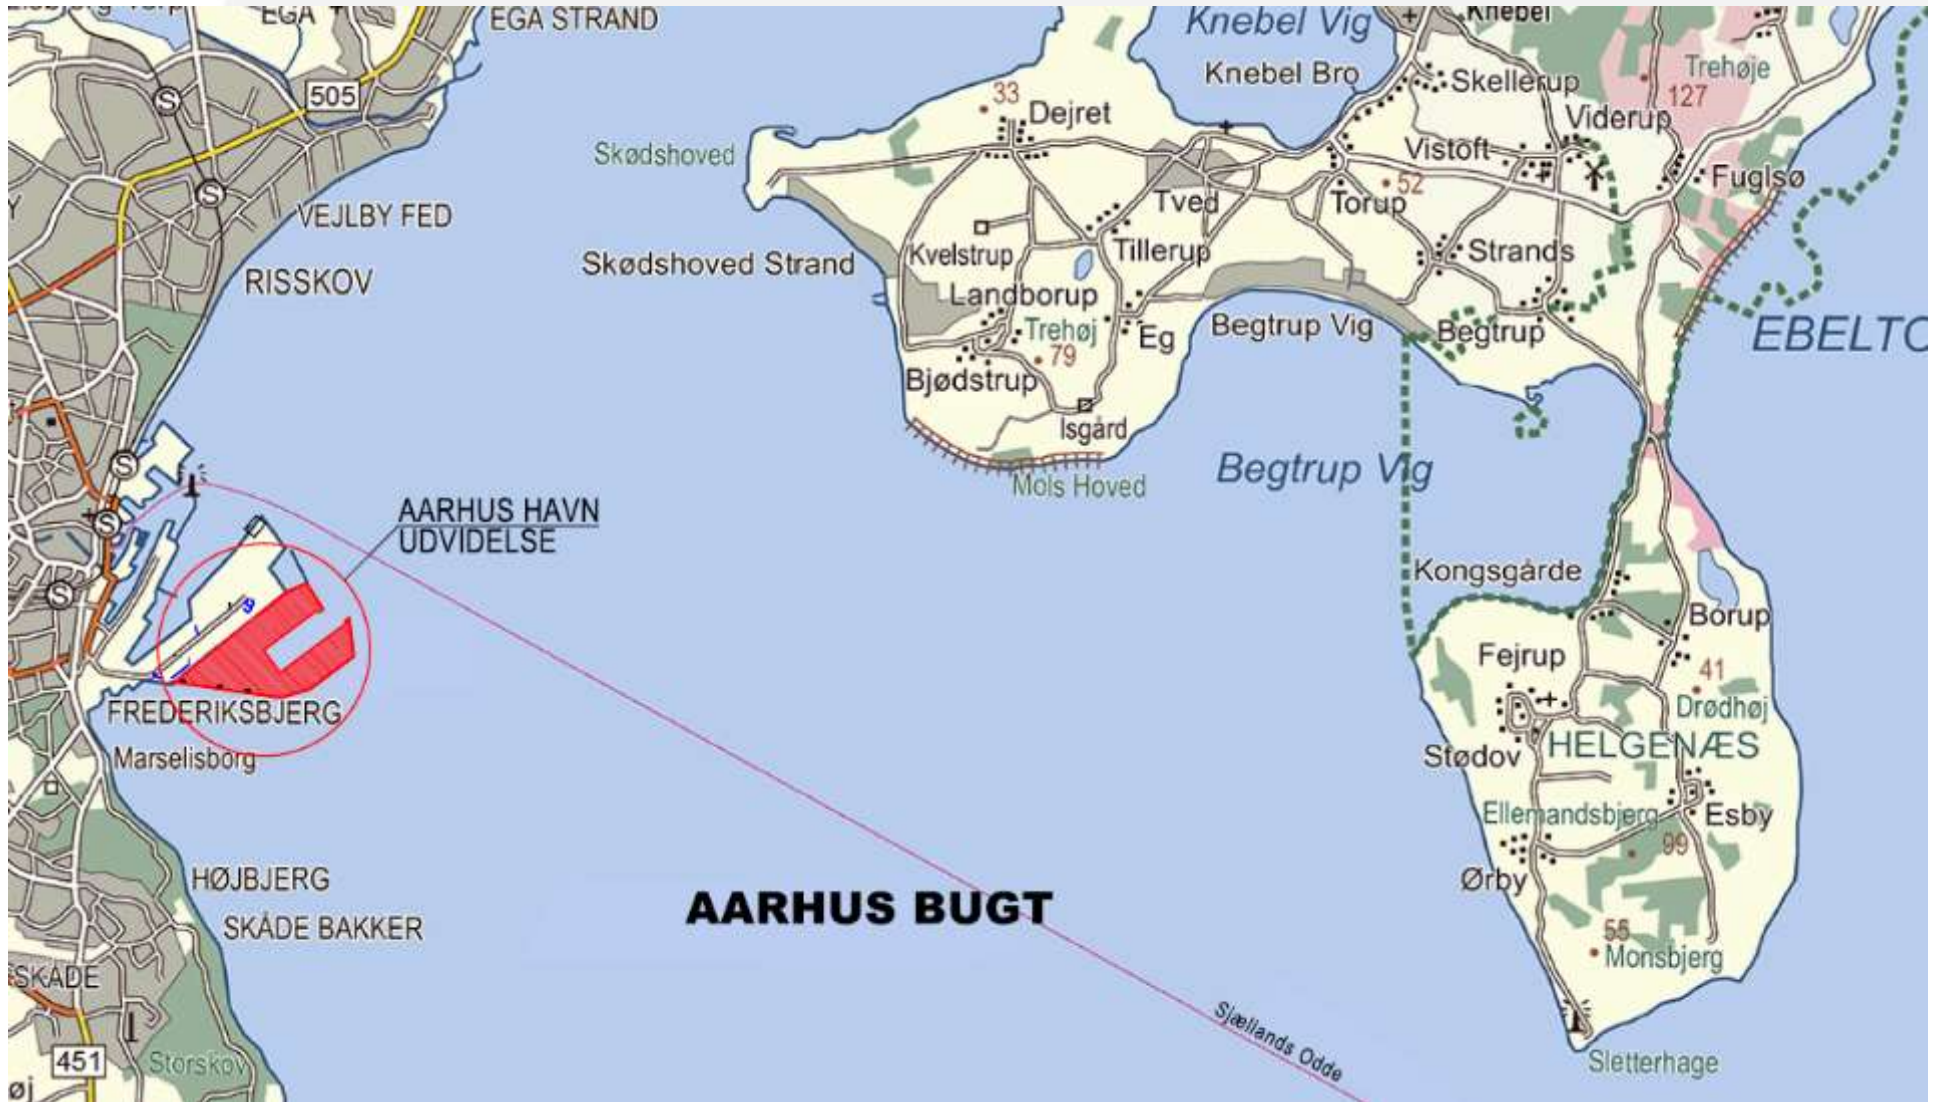 EGA
EGA STRAND
505
VEJLBY FED
RISSKOV
S
S
S
S
S
AARHUS HAVN
UDVIDELSE
FREDERIKSBJERG
Marselisborg
HØJBJERG
SKÅDE BAKKER
SKADE
451
Storskov
øj
AARHUS BUGT
Sjællands Odde
Knebel Vig
Knebel
Knebel Bro
Skellerup
Trehøje
127
Viderup
Vistoft
Fuglsø
33
Dejret
Skødshoved
52
Tved
Torup
Skødshoved Strand
Kvelstrup
Tillerup
Strands
Landborup
Trehøj
79
Eg
Begtrup Vig
Begtrup
EBELTO
Bjødstrup
Isgård
Mols Hoved
Begtrup Vig
Kongsgårde
Borup
Fejrup
41
Drødhøj
Stødov
HELGENÆS
Ellemandsbjerg
Esby
99
Ørby
55
Monsbjerg
Sletterhage